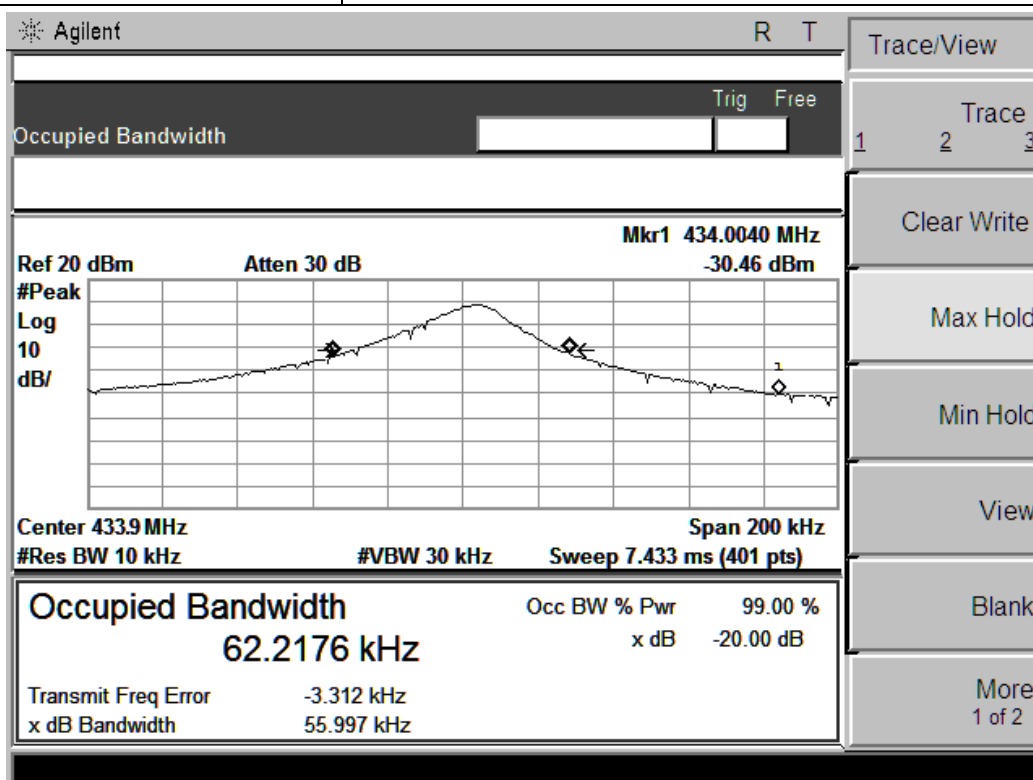 Agilent
R T
Trace/View
Trig Free
Occupied Bandwidth
Trace
1 2 3
Clear Write
Mkr1 434.0040 MHz
Ref 20 dBm Atten 30 dB -30.46 dBm
#Peak
Log
10
dB/
1
Max Hold
Min Hold
Center 433.9 MHz Span 200 kHz
#Res BW 10 kHz #VBW 30 kHz Sweep 7.433 ms (401 pts)
View
Occupied Bandwidth
62.2176 kHz
Occ BW % Pwr 99.00 %
x dB -20.00 dB
Transmit Freq Error -3.312 kHz
x dB Bandwidth 55.997 kHz
Blank
More
1 of 2